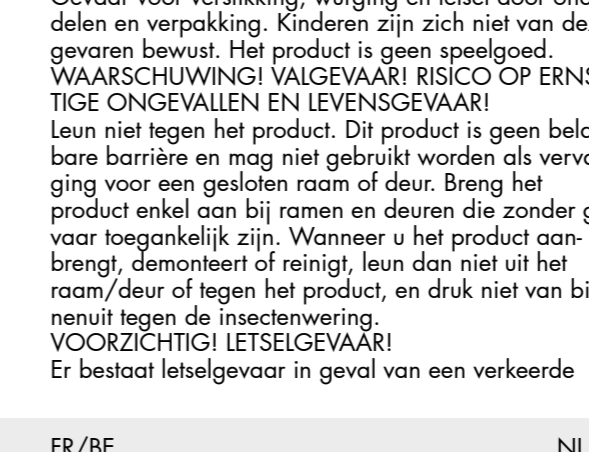 Gevaar voor verstikking, wurging en letsel door
delen en verpakking. Kinderen zijn zich niet van
gevaren bewust. Het product is geen speelgoed.
WAARSCHUWING! VALGEVAAR! RISICO OP ERNS
TIGE ONGEVALLEN EN LEVENSGEVAAR!
Leun niet tegen het product. Dit product is geen
bare barrière en mag niet gebruikt worden als
ging voor een gesloten raam of deur. Breng het
product enkel aan bij ramen en deuren die zonder
vaar toegankelijk zijn. Wanneer u het product aan-
brengt, demonteert of reinigt, leun dan niet uit het
raam/deur of tegen het product, en druk niet van bi
nenuit tegen de insectenwering.
VOORZICHTIG! LETSELGEVAAR!
Er bestaat letselgevaar in geval van een verkeerde
FR/BE